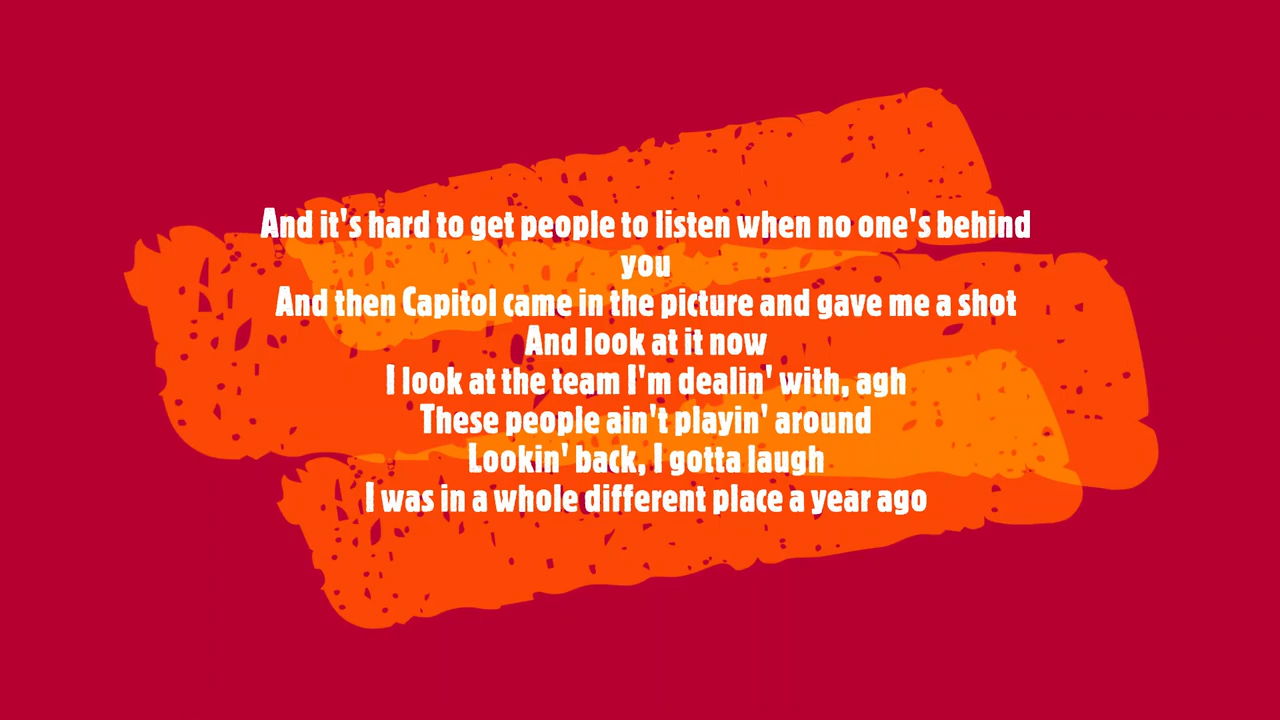 And it's hard to get people to listen when no one's behind
you
And then Capitol came in the picture and gave me a shot
And look at it now
I look at the team I'm dealin' with, agh
These people ain't playin' around
Lookin' back, I gotta laugh
I was in a whole different place a year ago